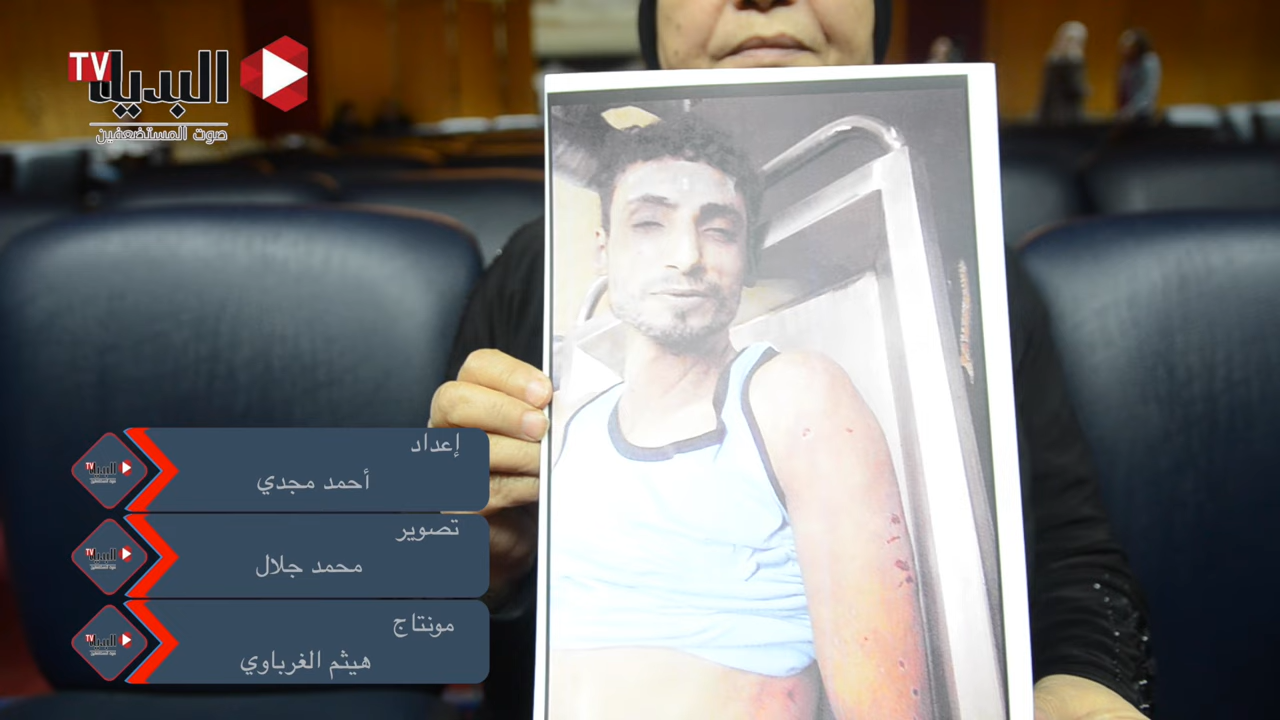 TV البديل
صوت المستضعفين
إعداد
أحمد مجدي
تصوير
محمد جلال
مونتاج
هيثم الغرباوي